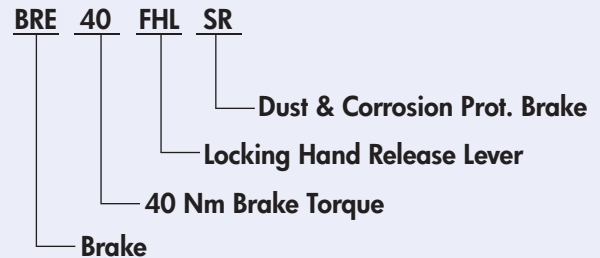 BRE 40 FHL SR
Dust & Corrosion Prot. Brake
Locking Hand Release Lever
40 Nm Brake Torque
Brake